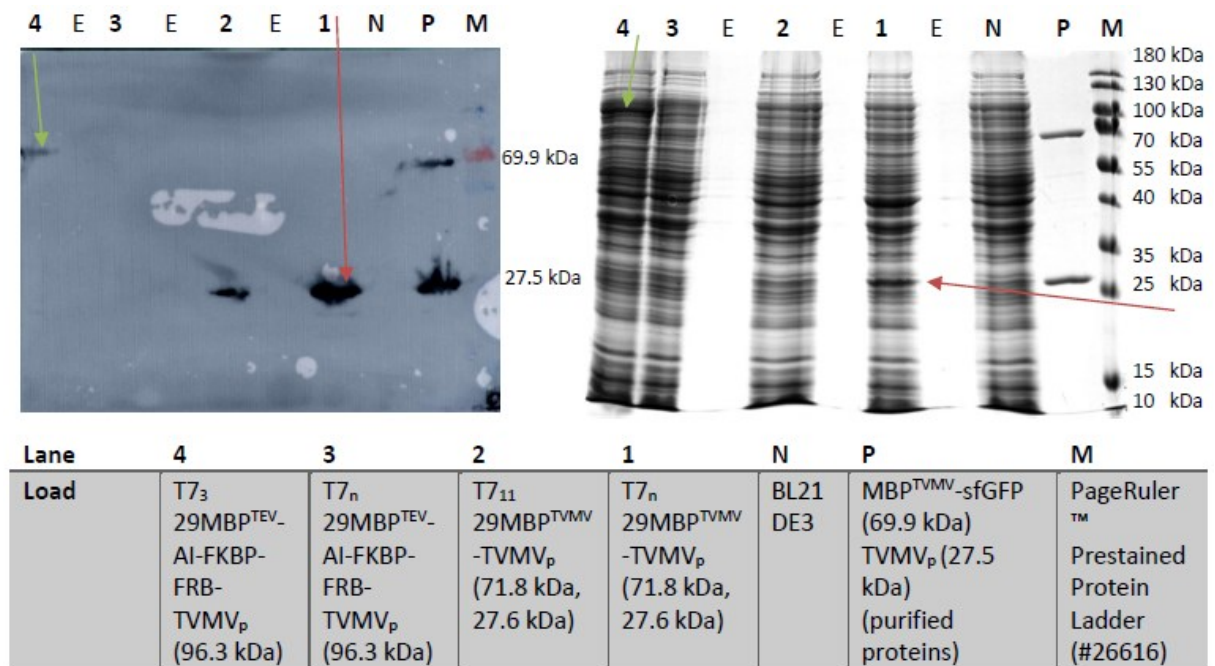 4 E 3 E 2 E 1 N P M
69.9 kDa
27.5 kDa
4 3 E 2 E 1 E N P M
180 kDa
130 kDa
100 kDa
70 kDa
55 kDa
40 kDa
35 kDa
25 kDa
15 kDa
10 kDa
Lane 4 3 2 1 N P M
Load T7₃ T7ₙ T7₁₁ T7ₙ BL21 MBPᵀⱽᴹⱽ-sfGFP PageRuler
29MBPᵀᴱⱽ- 29MBPᵀᴱⱽ- 29MBPᵀⱽᴹⱽ 29MBPᵀⱽᴹⱽ DE3 (69.9 kDa) ™
AI-FKBP- AI-FKBP- -TVMVₚ -TVMVₚ TVMVₚ (27.5 Prestained
FRB- FRB- (71.8 kDa, (71.8 kDa, kDa) Protein
TVMVₚ TVMVₚ 27.6 kDa) 27.6 kDa) (purified Ladder
(96.3 kDa) (96.3 kDa) proteins) (#26616)